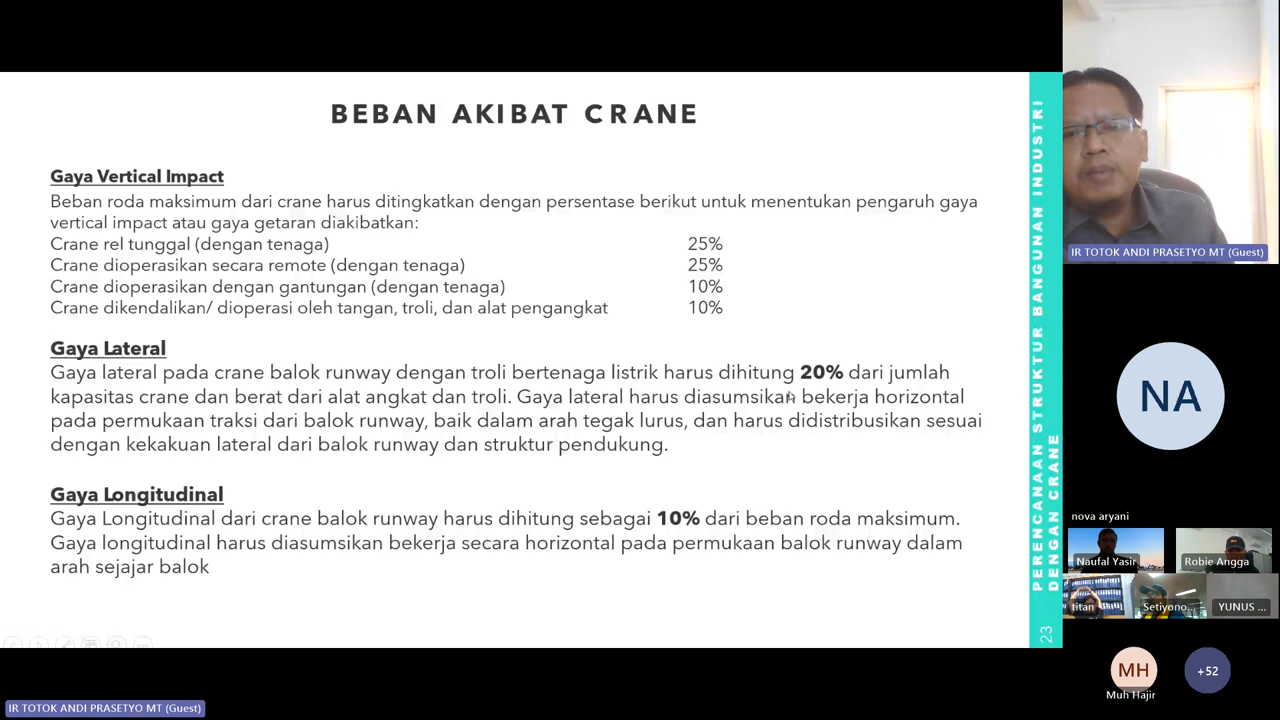 BEBAN AKIBAT CRANE
Gaya Vertical Impact
Beban roda maksimum dari crane harus ditingkatkan dengan persentase berikut untuk menentukan pengaruh gaya
vertical impact atau gaya getaran diakibatkan:
Crane rel tunggal (dengan tenaga) 25%
Crane dioperasikan secara remote (dengan tenaga) 25%
Crane dioperasikan dengan gantungan (dengan tenaga) 10%
Crane dikendalikan/ dioperasi oleh tangan, troli, dan alat pengangkat 10%
Gaya Lateral
Gaya lateral pada crane balok runway dengan troli bertenaga listrik harus dihitung 20% dari jumlah
kapasitas crane dan berat dari alat angkat dan troli. Gaya lateral harus diasumsikan bekerja horizontal
pada permukaan traksi dari balok runway, baik dalam arah tegak lurus, dan harus didistribusikan sesuai
dengan kekakuan lateral dari balok runway dan struktur pendukung.
Gaya Longitudinal
Gaya Longitudinal dari crane balok runway harus dihitung sebagai 10% dari beban roda maksimum.
Gaya longitudinal harus diasumsikan bekerja secara horizontal pada permukaan balok runway dalam
arah sejajar balok
PERENCANAAN STRUKTUR BANGUNAN INDUSTRI
DENGAN CRANE
23
IR TOTOK ANDI PRASETYO MT (Guest)
NA
nova aryani
Naufal Yasir
Robie Angga
titan
Setiyono...
YUNUS ...
MH
+52
Muh Hajir
IR TOTOK ANDI PRASETYO MT (Guest)